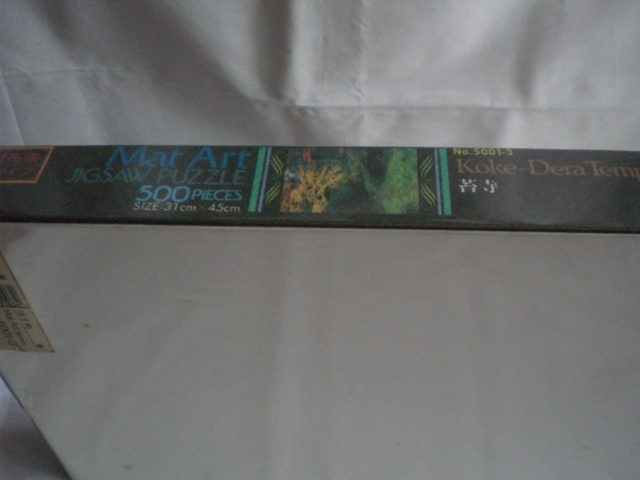 Mat Art
JIGSAW PUZZLE
500 PIECES
SIZE:31cm × 45cm
No.5001-3
Koke-Dera Temp
苔寺